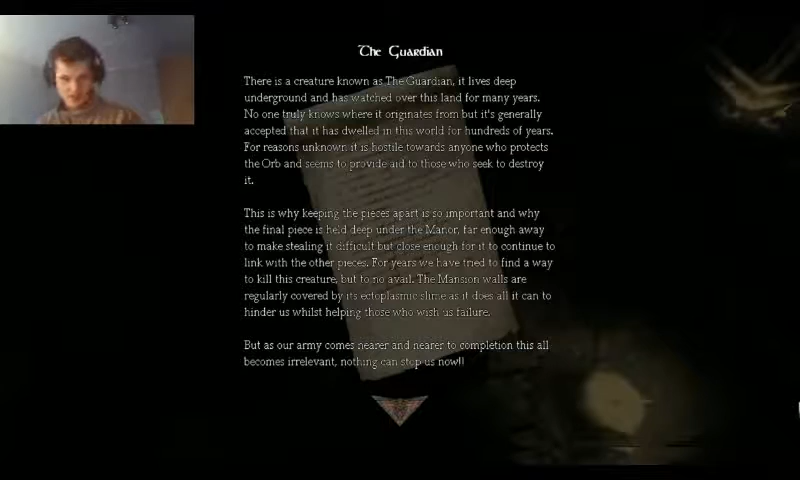 The Guardian
There is a creature known as The Guardian, it lives deep
underground and has watched over this land for many years.
No one truly knows where it originates from but it's generally
accepted that it has dwelled in this world for hundreds of years.
For reasons unknown it is hostile towards anyone who protects
the Orb and seems to provide aid to those who seek to destroy
it.
This is why keeping the pieces apart is so important and why
the final piece is held deep under the Manor, far enough away
to make stealing it difficult but close enough for it to continue to
link with the other pieces. For years we have tried to find a way
to kill this creature, but to no avail. The Mansion walls are
regularly covered by its ectoplasmic slime as it does all it can to
hinder us whilst helping those who wish us failure.
But as our army comes nearer and nearer to completion this all
becomes irrelevant, nothing can stop us now!!